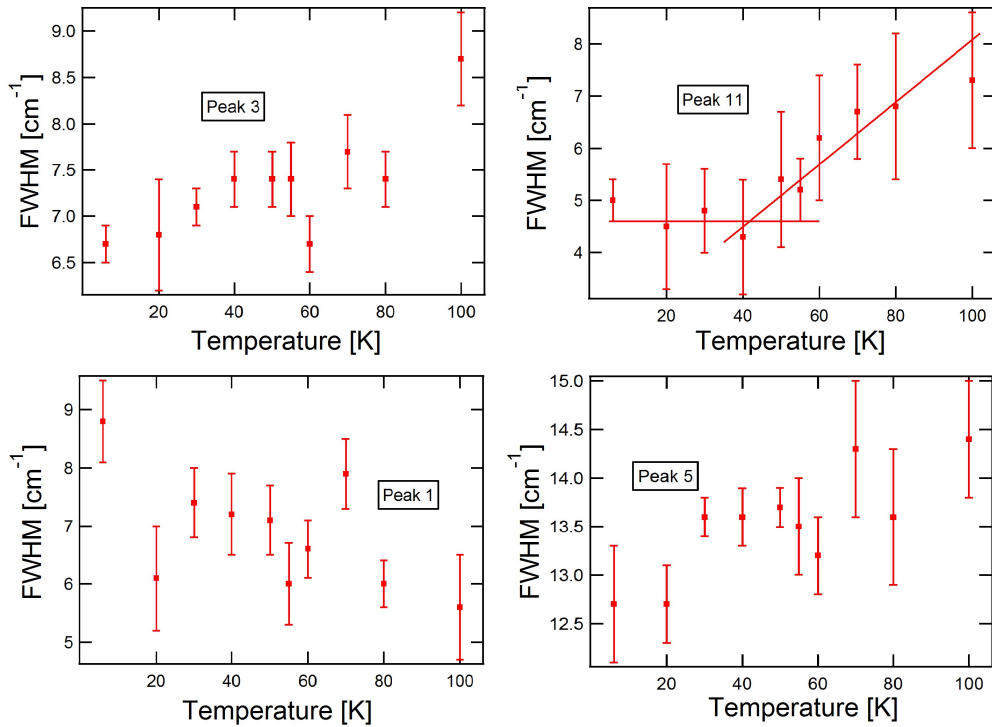 9.0
8.5
8.0
7.5
7.0
6.5
FWHM [cm⁻¹]
Peak 3
20 40 60 80 100
Temperature [K]
8
7
6
5
4
FWHM [cm⁻¹]
Peak 11
20 40 60 80 100
Temperature [K]
9
8
7
6
5
FWHM [cm⁻¹]
Peak 1
20 40 60 80 100
Temperature [K]
15.0
14.5
14.0
13.5
13.0
12.5
FWHM [cm⁻¹]
Peak 5
20 40 60 80 100
Temperature [K]